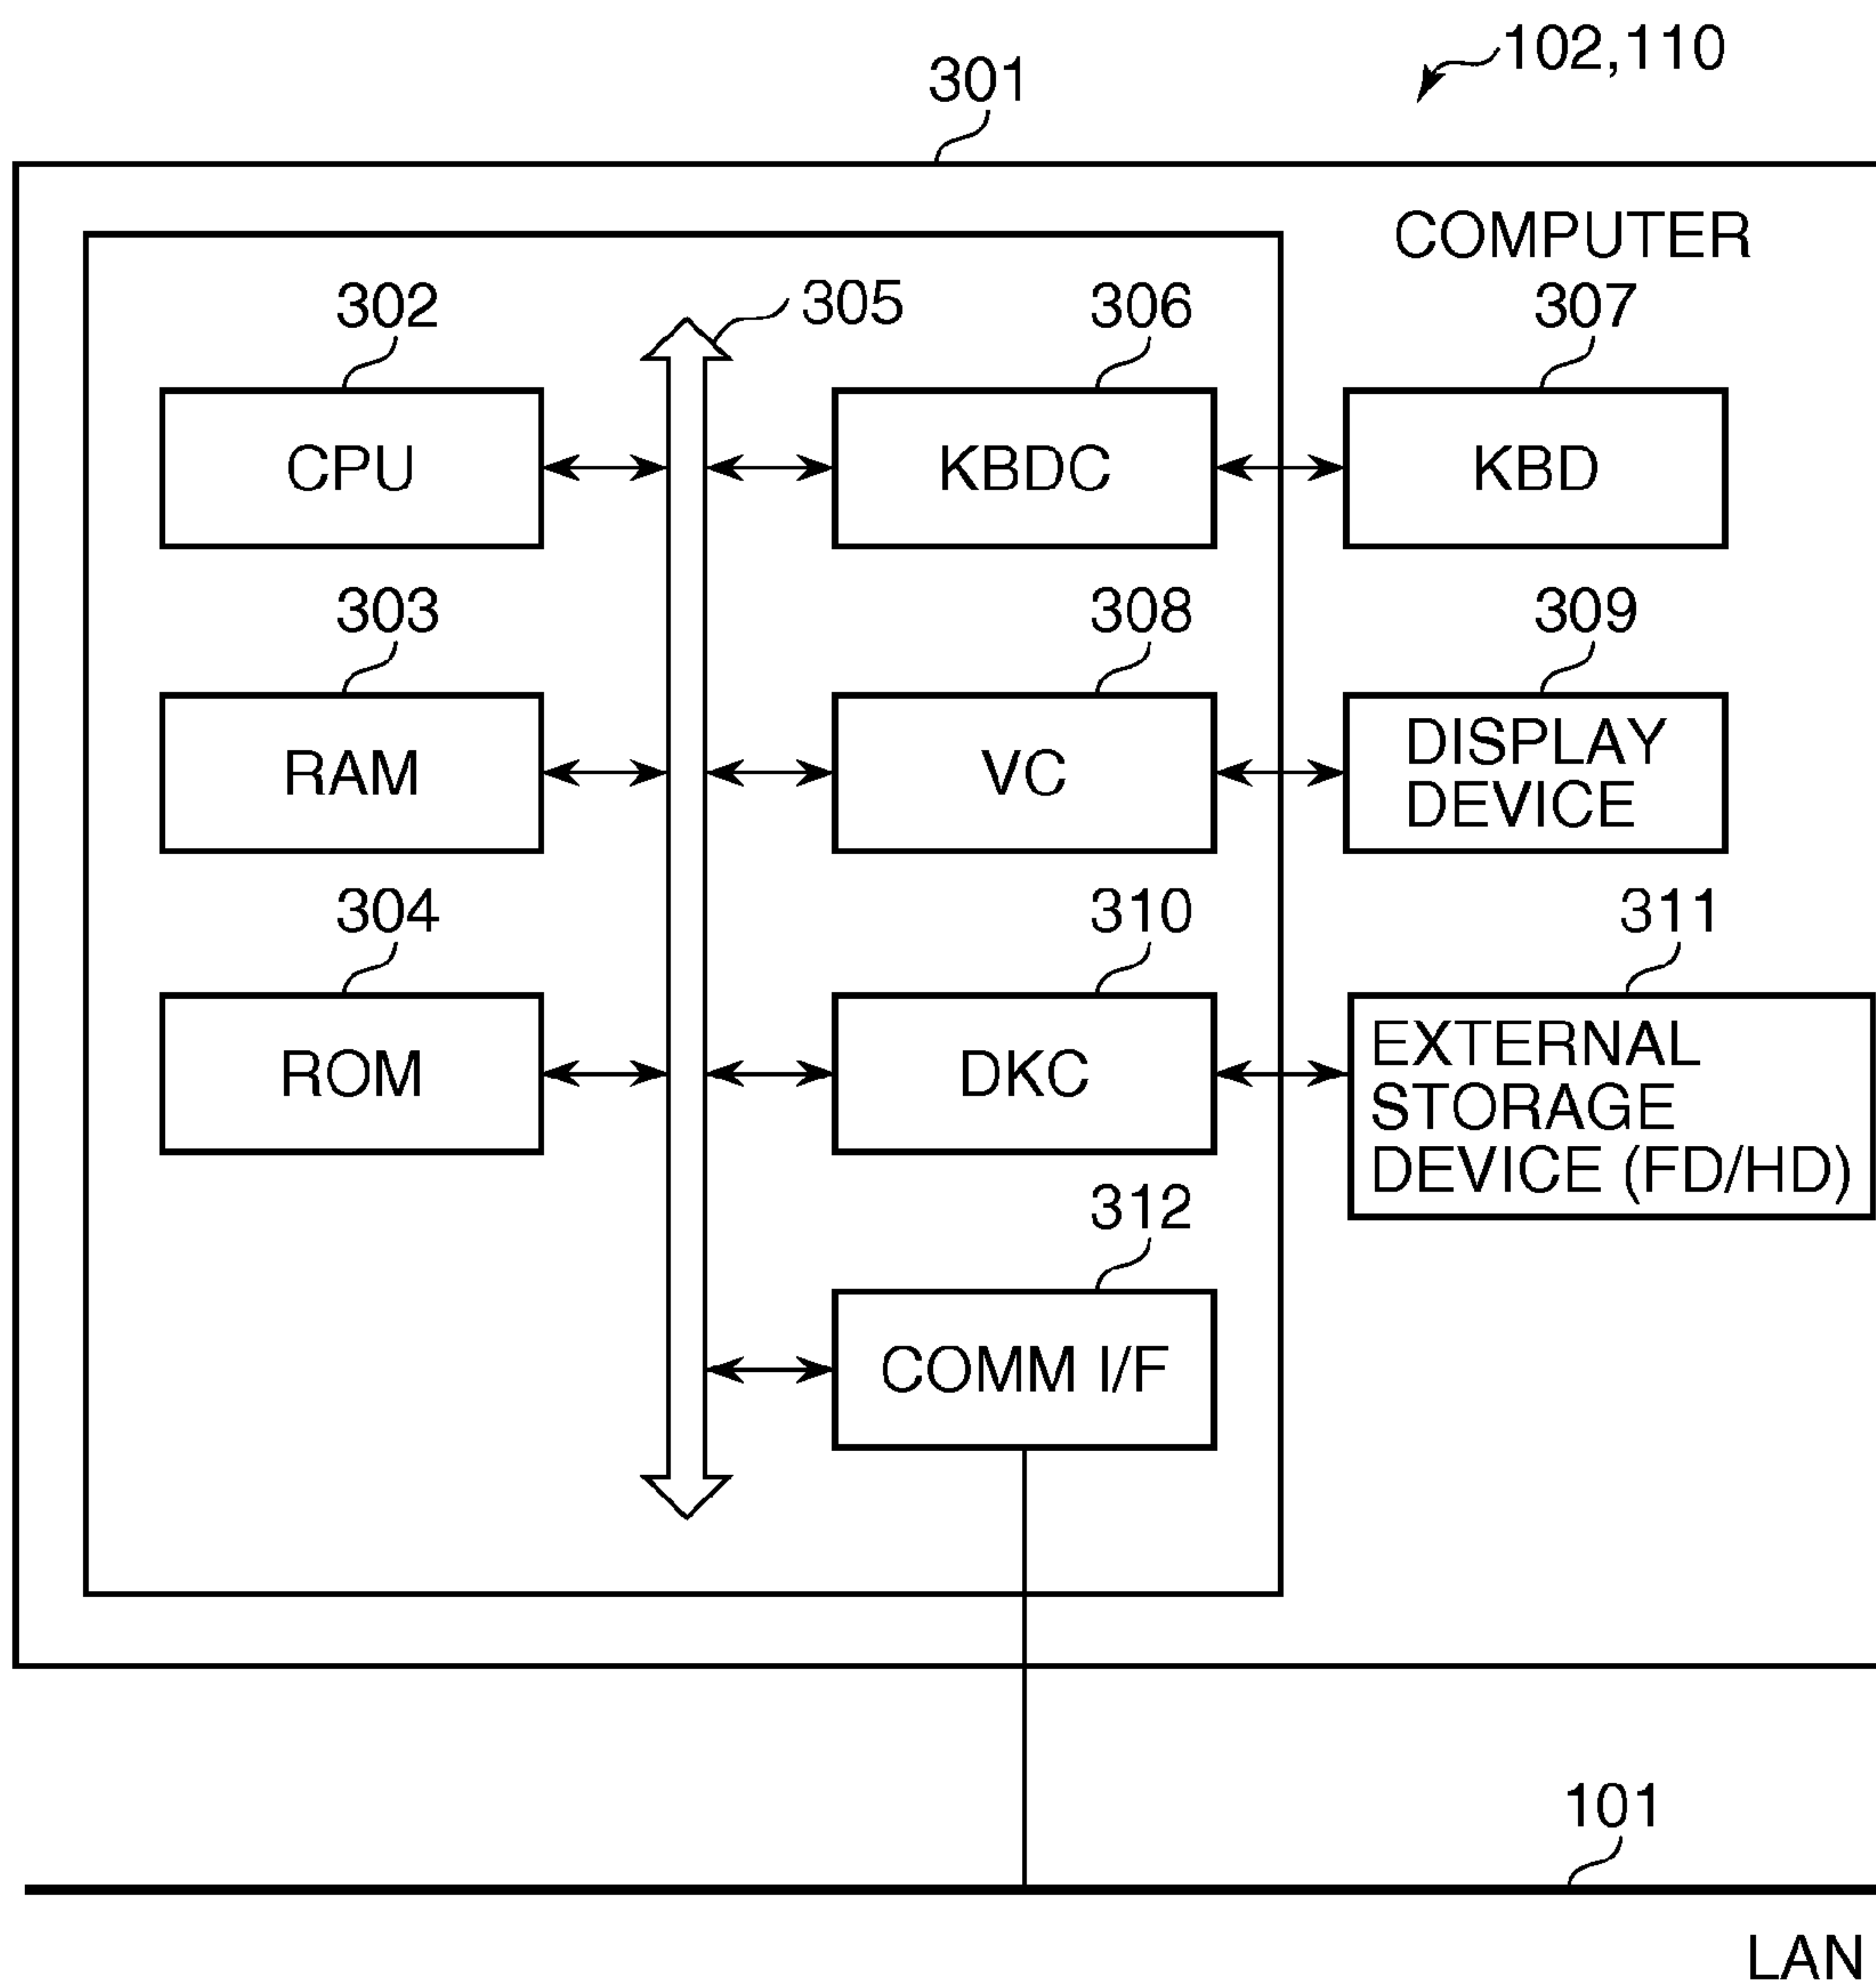 102,110
301
COMPUTER
302
305
306
307
CPU
KBDC
KBD
303
308
309
RAM
VC
DISPLAY
DEVICE
304
310
311
ROM
DKC
EXTERNAL
STORAGE
DEVICE (FD/HD)
312
COMM I/F
101
LAN